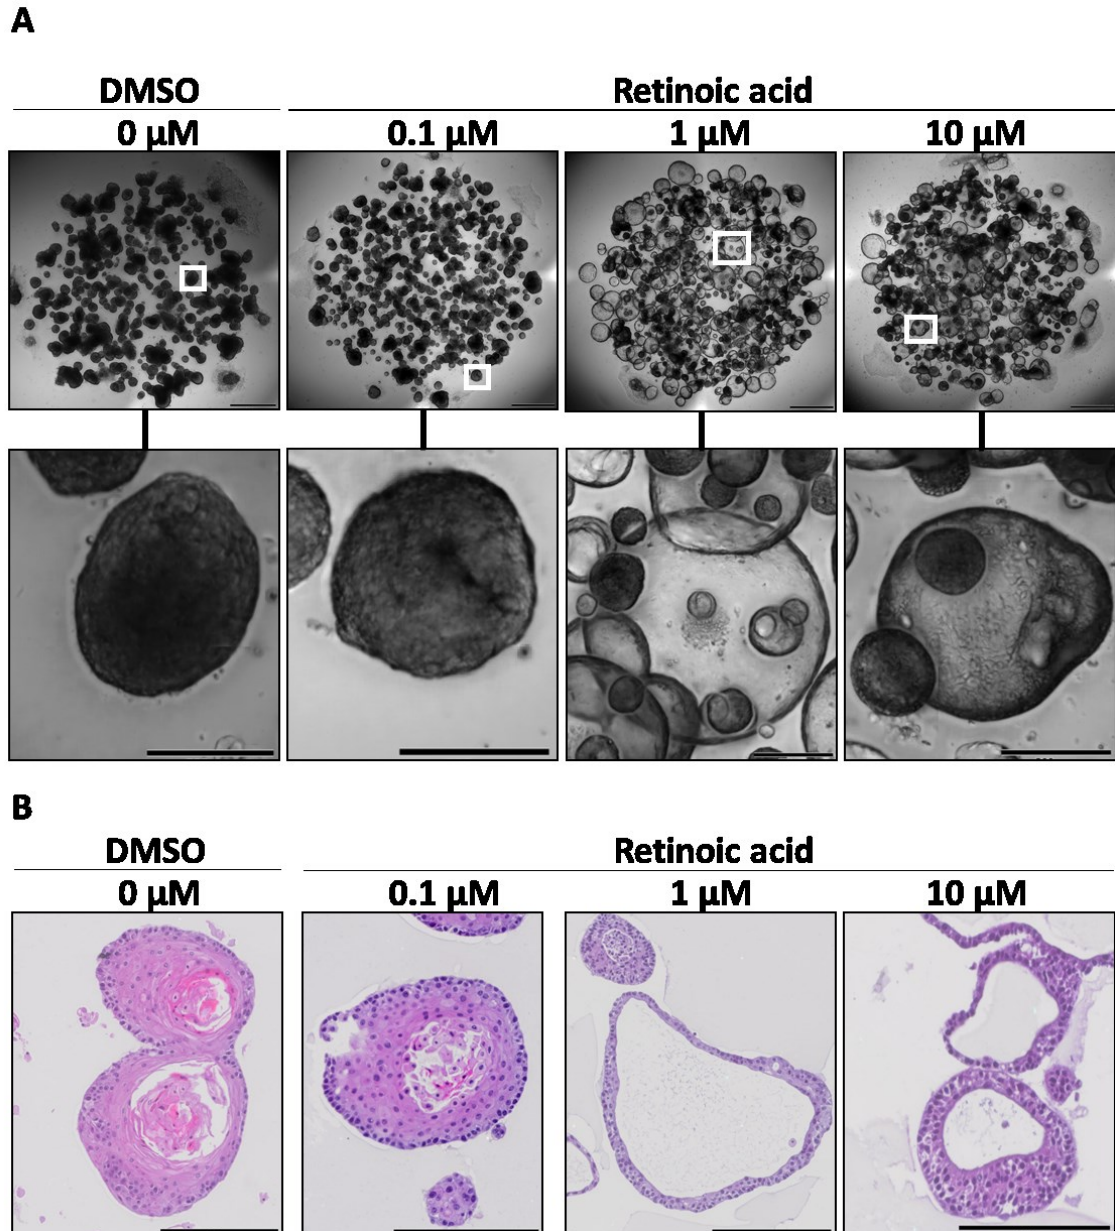 A
DMSO Retinoic acid
0 µM 0.1 µM 1 µM 10 µM
B
DMSO Retinoic acid
0 µM 0.1 µM 1 µM 10 µM